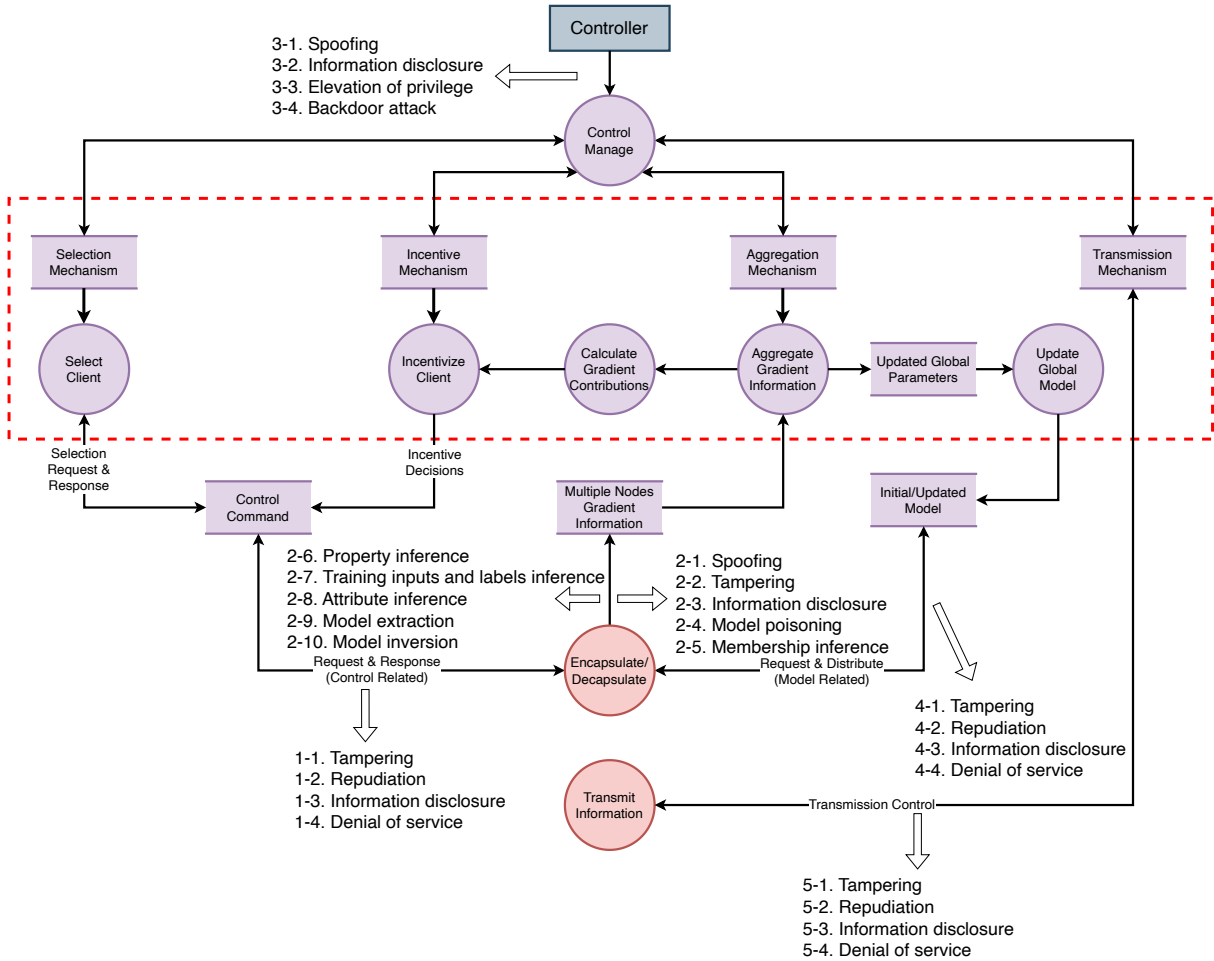 Controller
3-1. Spoofing
3-2. Information disclosure
3-3. Elevation of privilege
3-4. Backdoor attack
Control
Manage
Selection
Mechanism
Incentive
Mechanism
Aggregation
Mechanism
Transmission
Mechanism
Select
Client
Incentivize
Client
Calculate
Gradient
Contributions
Aggregate
Gradient
Information
Updated Global
Parameters
Update
Global
Model
Selection
Request &
Response
Incentive
Decisions
Control
Command
Multiple Nodes
Gradient
Information
Initial/Updated
Model
2-6. Property inference
2-7. Training inputs and labels inference
2-8. Attribute inference
2-9. Model extraction
2-10. Model inversion
2-1. Spoofing
2-2. Tampering
2-3. Information disclosure
2-4. Model poisoning
2-5. Membership inference
Request & Response
(Control Related)
Encapsulate/
Decapsulate
Request & Distribute
(Model Related)
1-1. Tampering
1-2. Repudiation
1-3. Information disclosure
1-4. Denial of service
4-1. Tampering
4-2. Repudiation
4-3. Information disclosure
4-4. Denial of service
Transmit
Information
Transmission Control
5-1. Tampering
5-2. Repudiation
5-3. Information disclosure
5-4. Denial of service